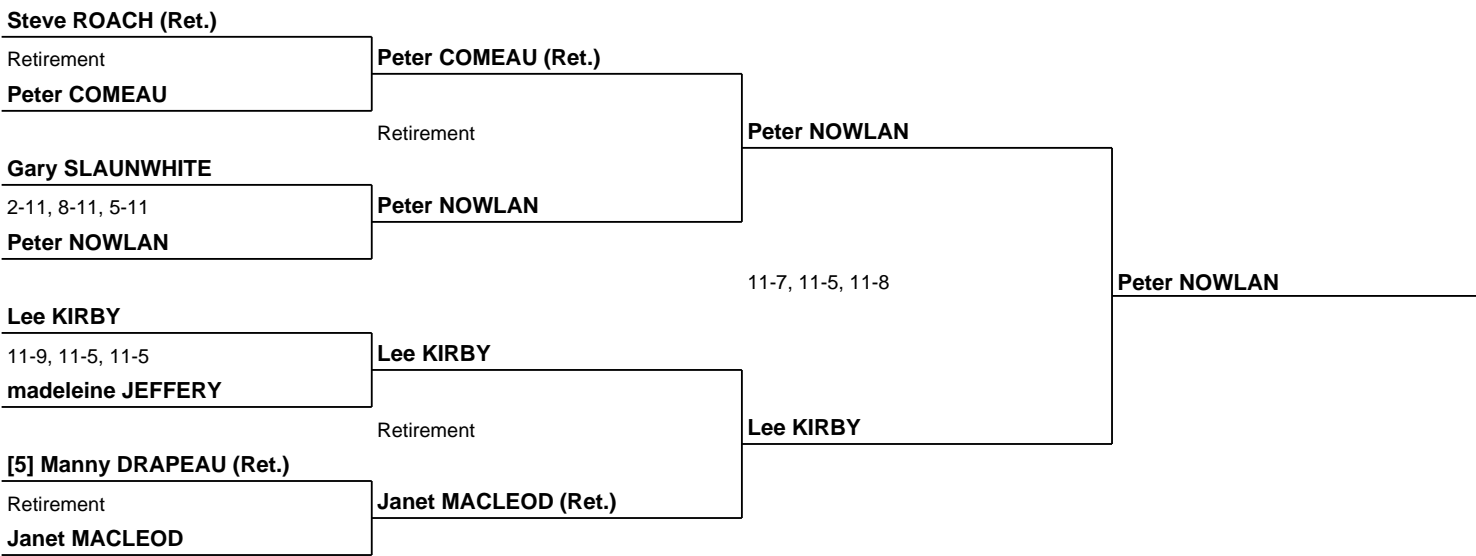 Steve ROACH (Ret.)
Retirement
Peter COMEAU (Ret.)
Peter COMEAU
Retirement
Peter NOWLAN
Gary SLAUNWHITE
2-11, 8-11, 5-11
Peter NOWLAN
Peter NOWLAN
11-7, 11-5, 11-8
Peter NOWLAN
Lee KIRBY
11-9, 11-5, 11-5
Lee KIRBY
madeleine JEFFERY
Retirement
Lee KIRBY
[5] Manny DRAPEAU (Ret.)
Retirement
Janet MACLEOD (Ret.)
Janet MACLEOD